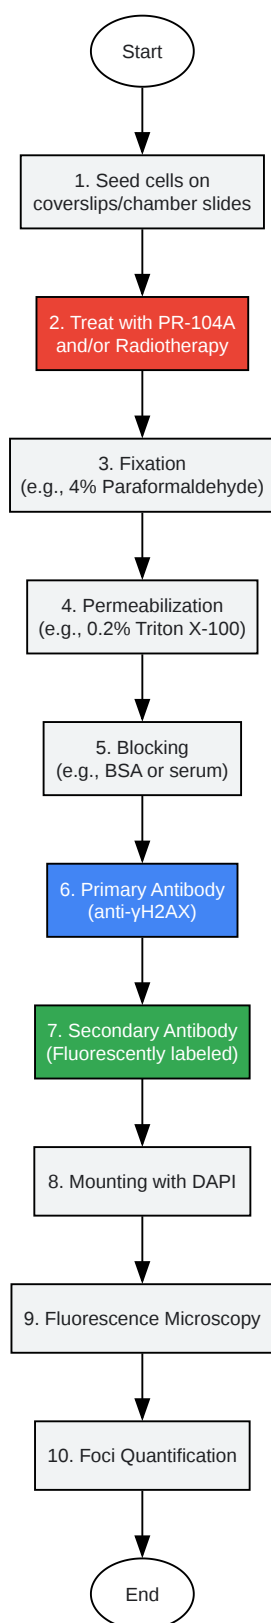 Start
1. Seed cells on
coverslips/chamber slides
2. Treat with PR-104A
and/or Radiotherapy
3. Fixation
(e.g., 4% Paraformaldehyde)
4. Permeabilization
(e.g., 0.2% Triton X-100)
5. Blocking
(e.g., BSA or serum)
6. Primary Antibody
(anti-γH2AX)
7. Secondary Antibody
(Fluorescently labeled)
8. Mounting with DAPI
9. Fluorescence Microscopy
10. Foci Quantification
End